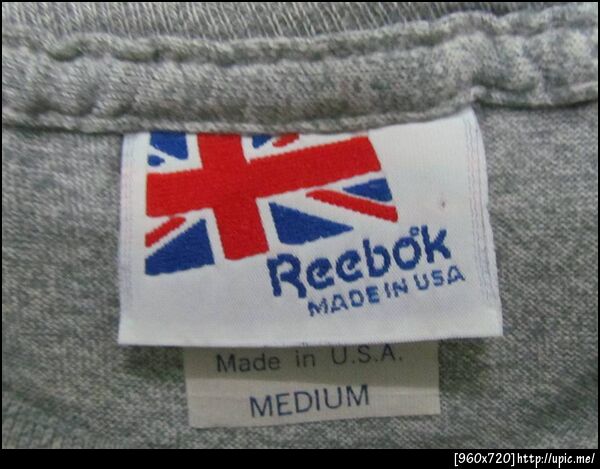 Reebok
MADE IN USA
Made in U.S.A.
MEDIUM
[960x720]http://upic.me/